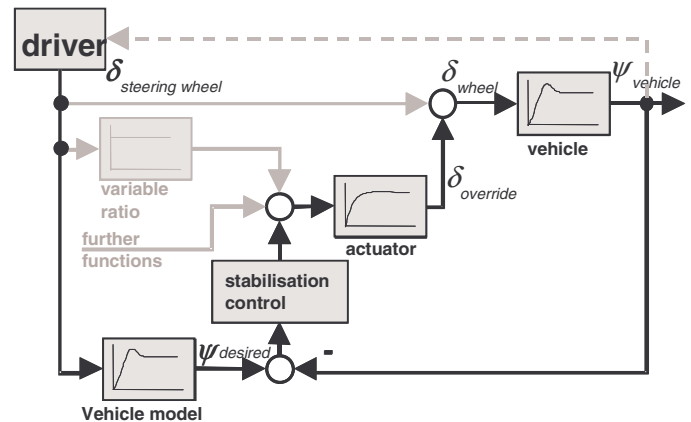 driver
δ steering wheel
δ wheel
ψ vehicle
vehicle
variable
ratio
δ override
actuator
further
functions
stabilisation
control
ψ desired
-
Vehicle model